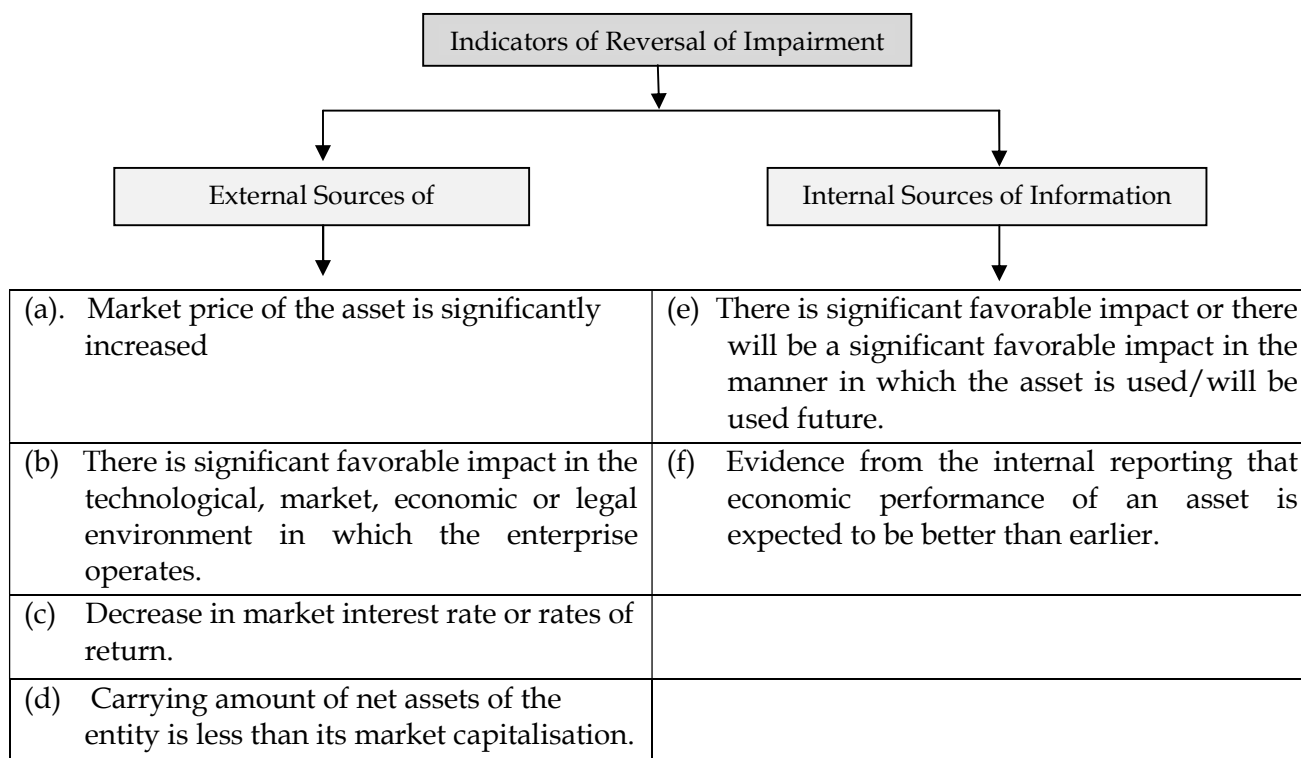 Indicators of Reversal of Impairment
External Sources of
Internal Sources of Information
(a). Market price of the asset is significantly
increased
(e) There is significant favorable impact or there
will be a significant favorable impact in the
manner in which the asset is used/will be
used future.
(b) There is significant favorable impact in the
technological, market, economic or legal
environment in which the enterprise
operates.
(f) Evidence from the internal reporting that
economic performance of an asset is
expected to be better than earlier.
(c) Decrease in market interest rate or rates of
return.
(d) Carrying amount of net assets of the
entity is less than its market capitalisation.